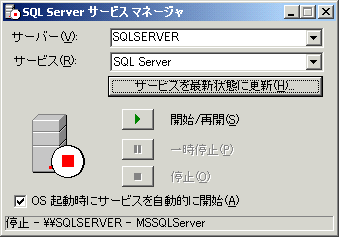 SQL Server サービス マネージャ
サーバー(V):
SQLSERVER
サービス(R):
SQL Server
サービスを最新状態に更新(H)...
開始/再開(S)
一時停止(P)
停止(O)
OS 起動時にサービスを自動的に開始(A)
停止 - ¥¥SQLSERVER - MSSQLServer